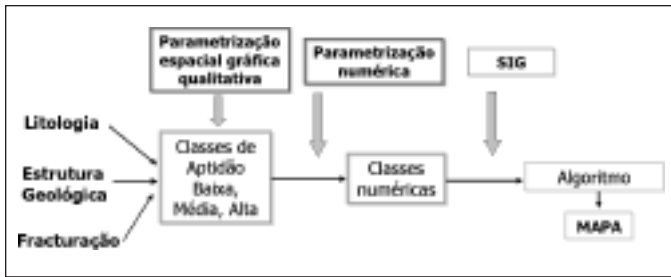 Parametrização
espacial gráfica
qualitativa
Parametrização
numérica
SIG
Litologia
Estrutura
Geológica
Fracturação
Classes de
Aptidão
Baixa,
Média, Alta
Classes
numéricas
Algoritmo
MAPA